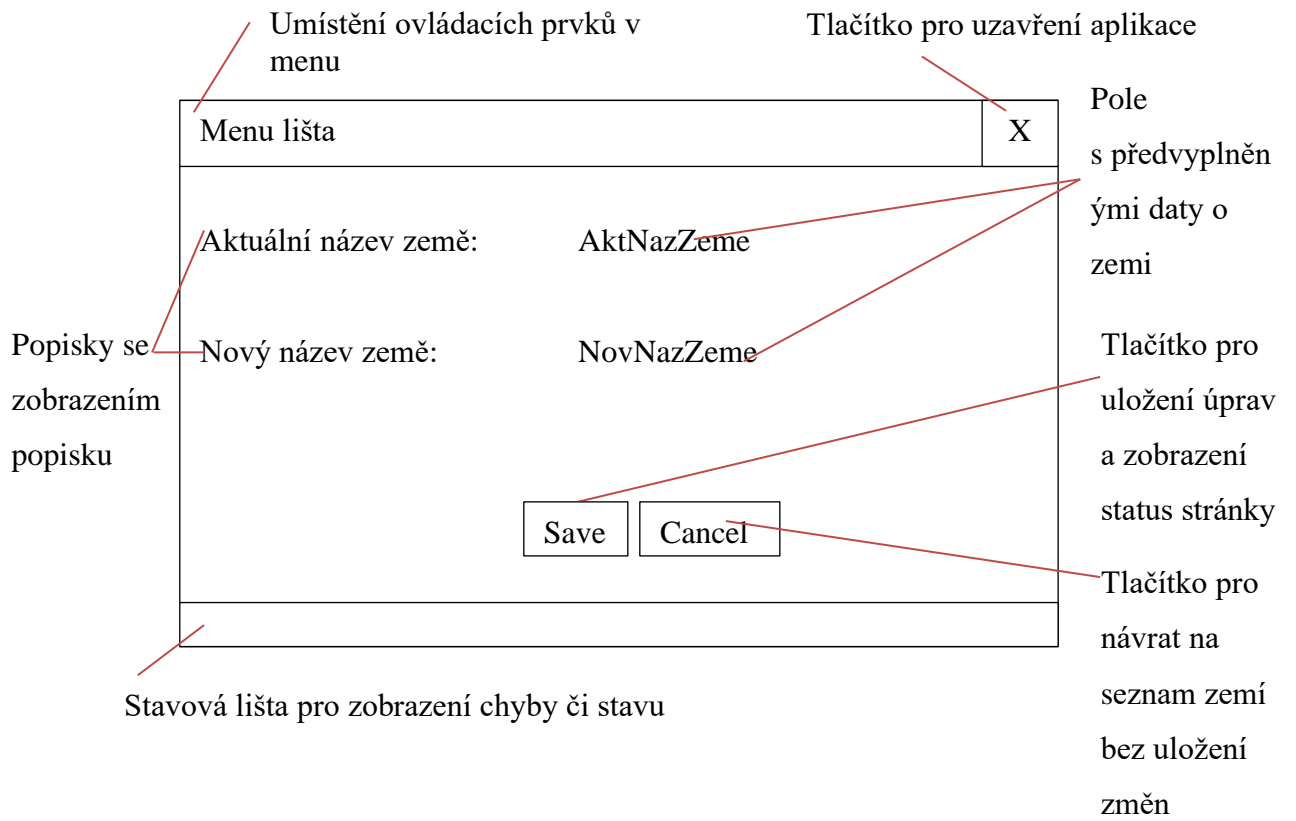 Umístění ovládacích prvků v
menu
Tlačítko pro uzavření aplikace
Menu lišta
X
Pole
s předvyplněn
ými daty o
zemi
Aktuální název země:
AktNazZeme
Popisky se
zobrazením
popisku
Nový název země:
NovNazZeme
Tlačítko pro
uložení úprav
a zobrazení
status stránky
Save
Cancel
Tlačítko pro
návrat na
seznam zemí
bez uložení
změn
Stavová lišta pro zobrazení chyby či stavu